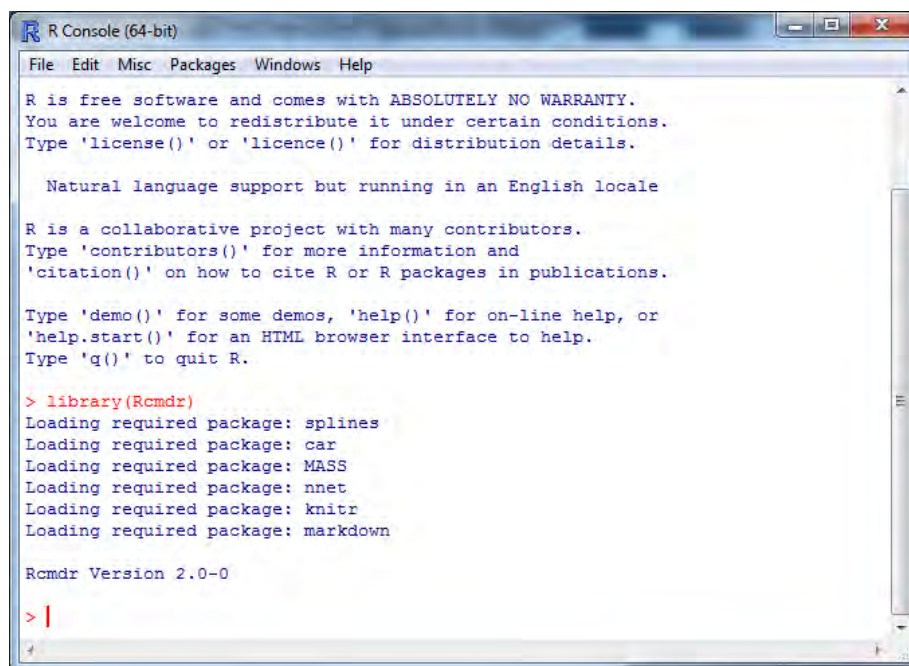 R Console (64-bit)
File Edit Misc Packages Windows Help
R is free software and comes with ABSOLUTELY NO WARRANTY.
You are welcome to redistribute it under certain conditions.
Type 'license()' or 'licence()' for distribution details.
Natural language support but running in an English locale
R is a collaborative project with many contributors.
Type 'contributors()' for more information and
'citation()' on how to cite R or R packages in publications.
Type 'demo()' for some demos, 'help()' for on-line help, or
'help.start()' for an HTML browser interface to help.
Type 'q()' to quit R.
> library(Rcmdr)
Loading required package: splines
Loading required package: car
Loading required package: MASS
Loading required package: nnet
Loading required package: knitr
Loading required package: markdown
Rcmdr Version 2.0-0
>